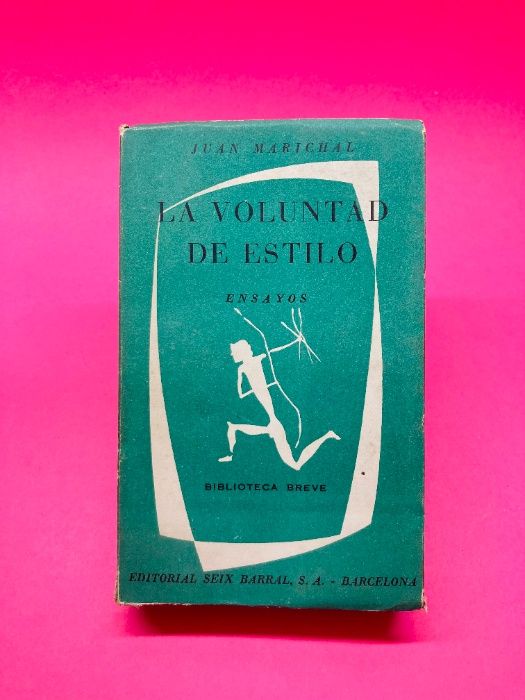 JUAN MARICHAL
LA VOLUNTAD
DE ESTILO
ENSAYOS
BIBLIOTECA BREVE
EDITORIAL SEIX BARRAL, S. A. - BARCELONA